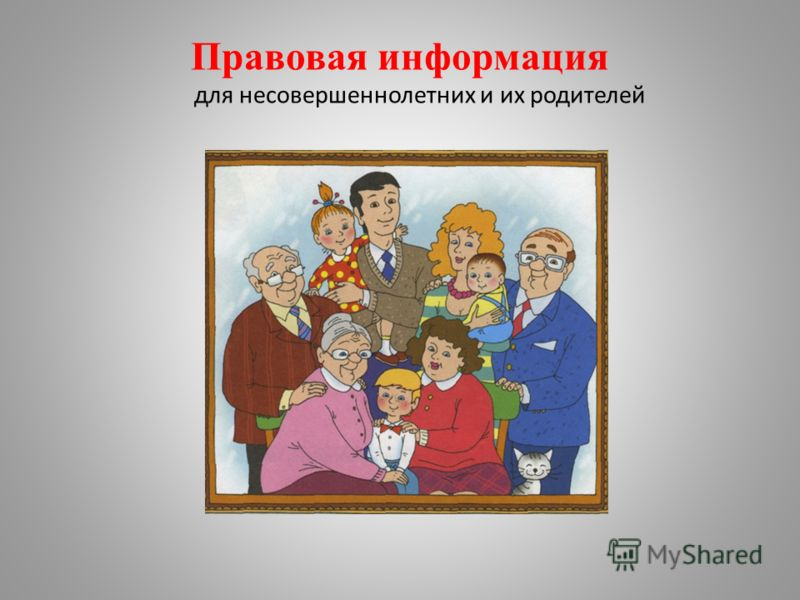 Правовая информация
для несовершеннолетних и их родителей
MyShared